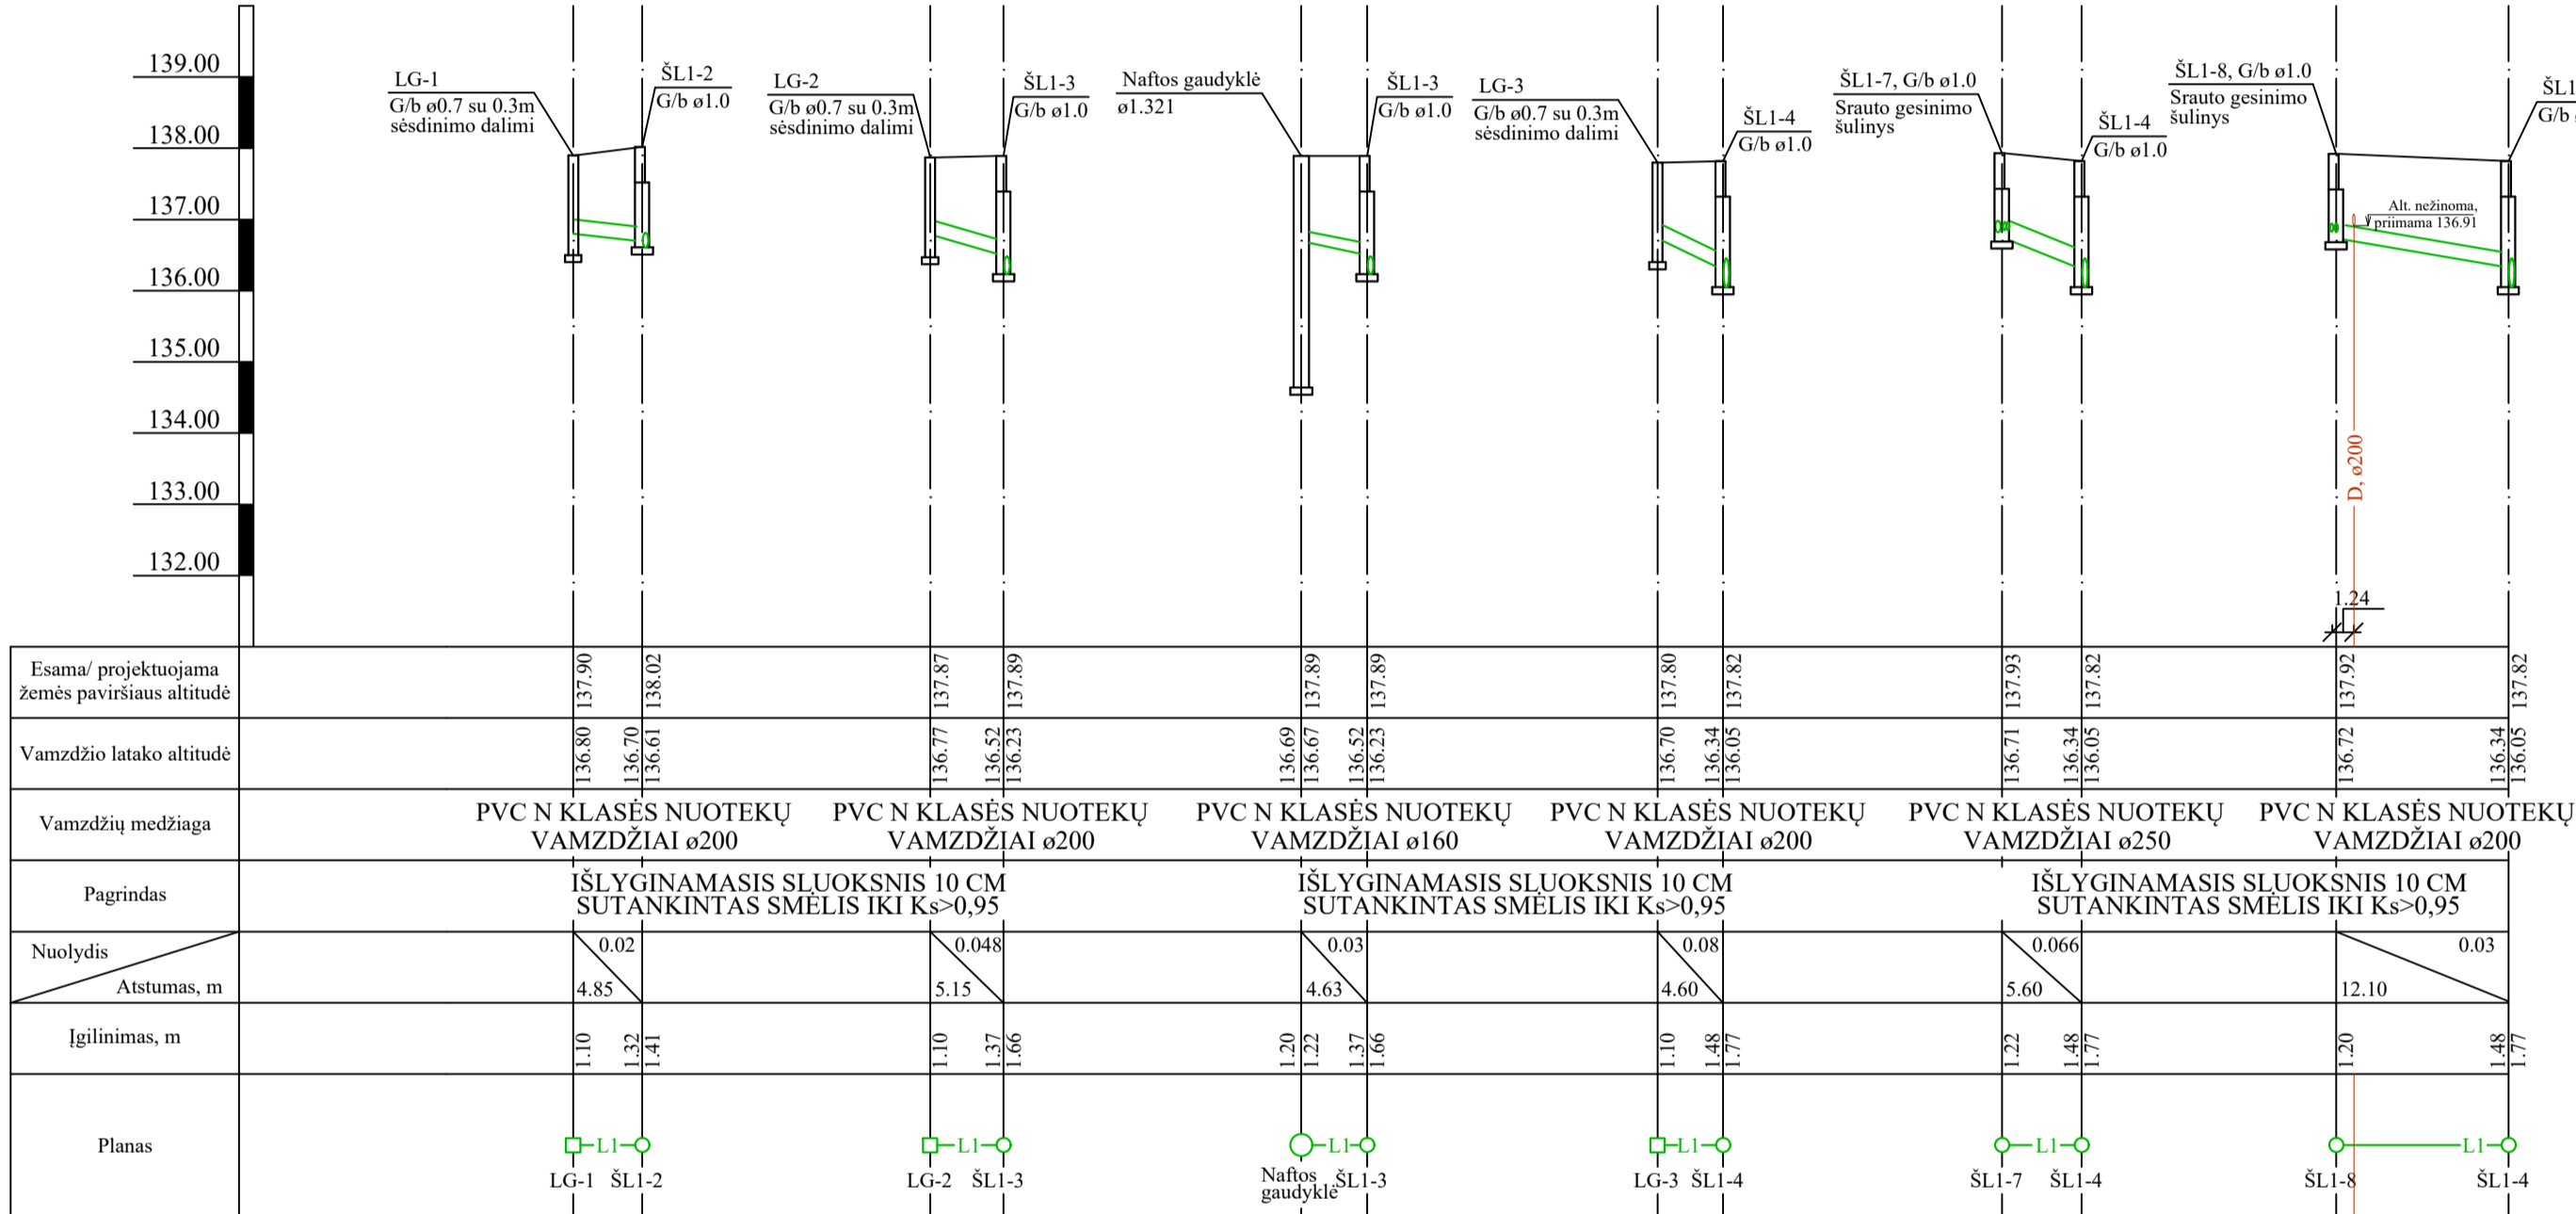 139.00
138.00
137.00
136.00
135.00
134.00
133.00
132.00
LG-1
G/b ø0.7 su 0.3m
sėsdinimo dalimi
ŠL1-2
G/b ø1.0
LG-2
G/b ø0.7 su 0.3m
sėsdinimo dalimi
ŠL1-3
G/b ø1.0
Naftos gaudyklė
ø1.321
ŠL1-3
G/b ø1.0
LG-3
G/b ø0.7 su 0.3m
sėsdinimo dalimi
ŠL1-4
G/b ø1.0
ŠL1-7, G/b ø1.0
Srauto gesinimo
šulinys
ŠL1-4
G/b ø1.0
ŠL1-8, G/b ø1.0
Srauto gesinimo
šulinys
ŠL1
G/b
Alt. nežinoma,
priimama 136.91
D, ø200
1.24
Esama/ projektuojama
žemės paviršiaus altitudė
137.90
138.02
137.87
137.89
137.89
137.89
137.80
137.82
137.93
137.82
137.92
137.82
Vamzdžio latako altitudė
136.80
136.70
136.61
136.77
136.52
136.23
136.69
136.67
136.52
136.23
136.70
136.34
136.05
136.71
136.34
136.05
136.72
136.34
136.05
Vamzdžių medžiaga
PVC N KLASĖS NUOTEKŲ
VAMZDŽIAI ø200
PVC N KLASĖS NUOTEKŲ
VAMZDŽIAI ø200
PVC N KLASĖS NUOTEKŲ
VAMZDŽIAI ø160
PVC N KLASĖS NUOTEKŲ
VAMZDŽIAI ø200
PVC N KLASĖS NUOTEKŲ
VAMZDŽIAI ø250
PVC N KLASĖS NUOTEKŲ
VAMZDŽIAI ø200
Pagrindas
IŠLYGINAMASIS SLUOKSNIS 10 CM
SUTANKINTAS SMĖLIS IKI Ks>0,95
IŠLYGINAMASIS SLUOKSNIS 10 CM
SUTANKINTAS SMĖLIS IKI Ks>0,95
IŠLYGINAMASIS SLUOKSNIS 10 CM
SUTANKINTAS SMĖLIS IKI Ks>0,95
Nuolydis
Atstumas, m
0.02
4.85
0.048
5.15
0.03
4.63
0.08
4.60
0.066
5.60
0.03
12.10
Įgilinimas, m
1.10
1.32
1.41
1.10
1.37
1.66
1.20
1.22
1.37
1.66
1.10
1.48
1.77
1.22
1.48
1.77
1.20
1.48
1.77
Planas
L1
L1
L1
L1
L1
L1
LG-1
ŠL1-2
LG-2
ŠL1-3
Naftos
gaudyklė
ŠL1-3
LG-3
ŠL1-4
ŠL1-7
ŠL1-4
ŠL1-8
ŠL1-4